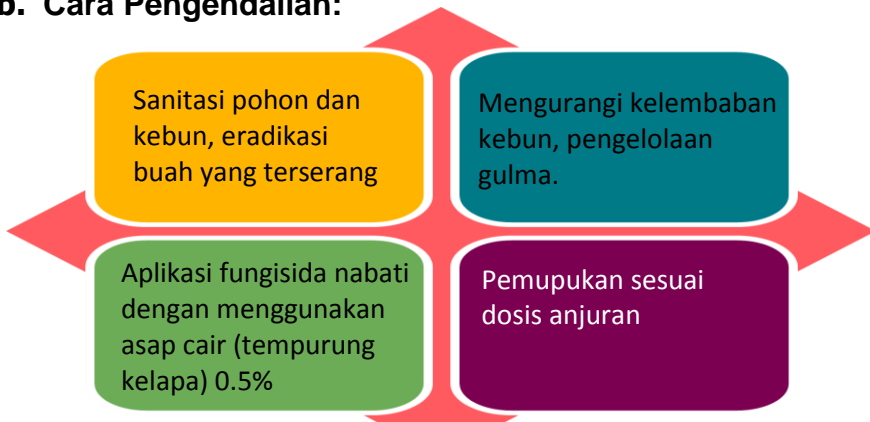 b. Cara Pengendalian:
Sanitasi pohon dan
kebun, eradikasi
buah yang terserang
Mengurangi kelembaban
kebun, pengelolaan
gulma.
Aplikasi fungisida nabati
dengan menggunakan
asap cair (tempurung
kelapa) 0.5%
Pemupukan sesuai
dosis anjuran